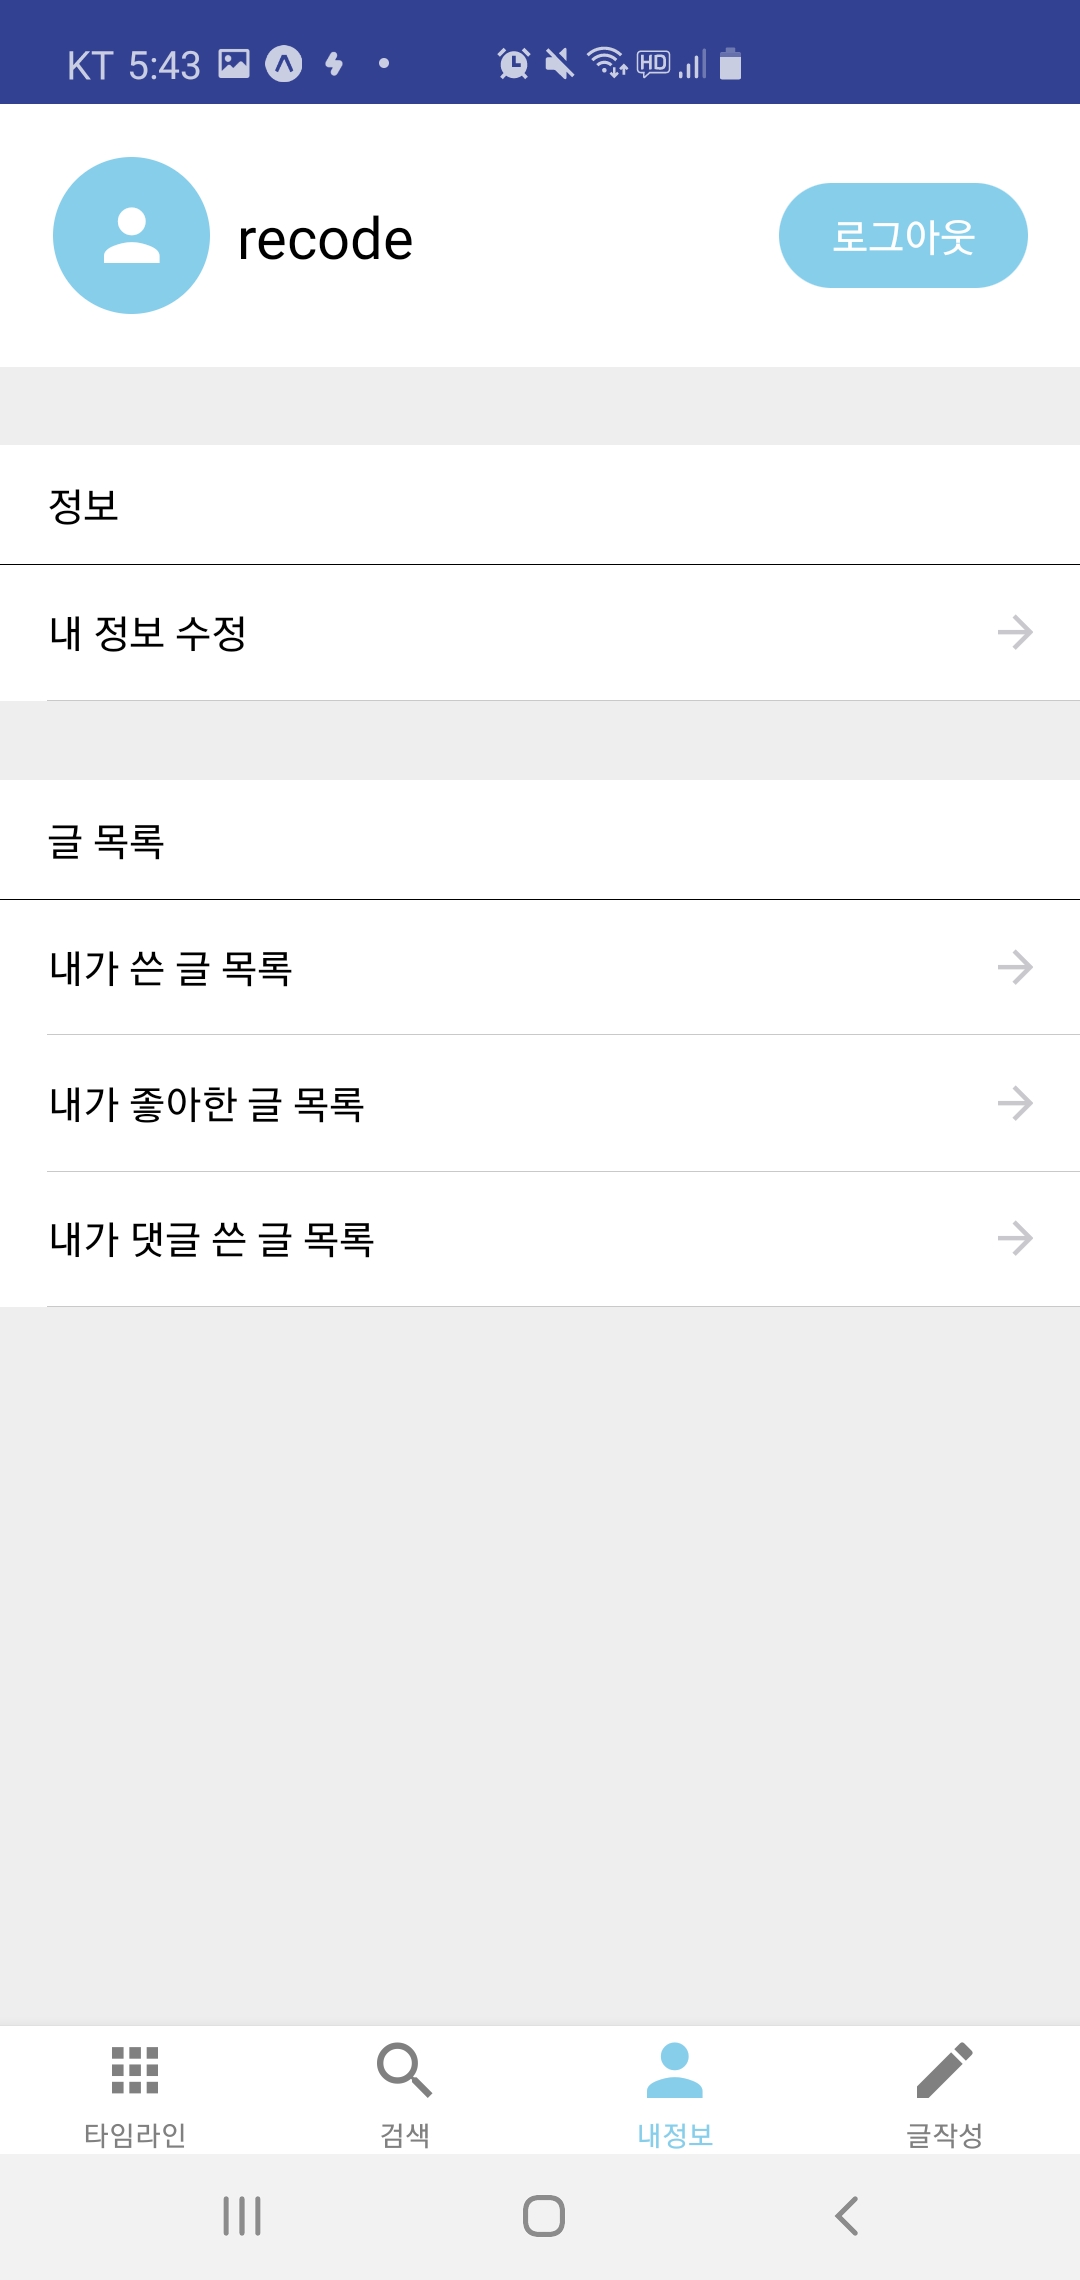 KT 5:43
HD
recode
로그아웃
정보
내 정보 수정
글 목록
내가 쓴 글 목록
내가 좋아한 글 목록
내가 댓글 쓴 글 목록
타임라인 검색 내정보 글작성